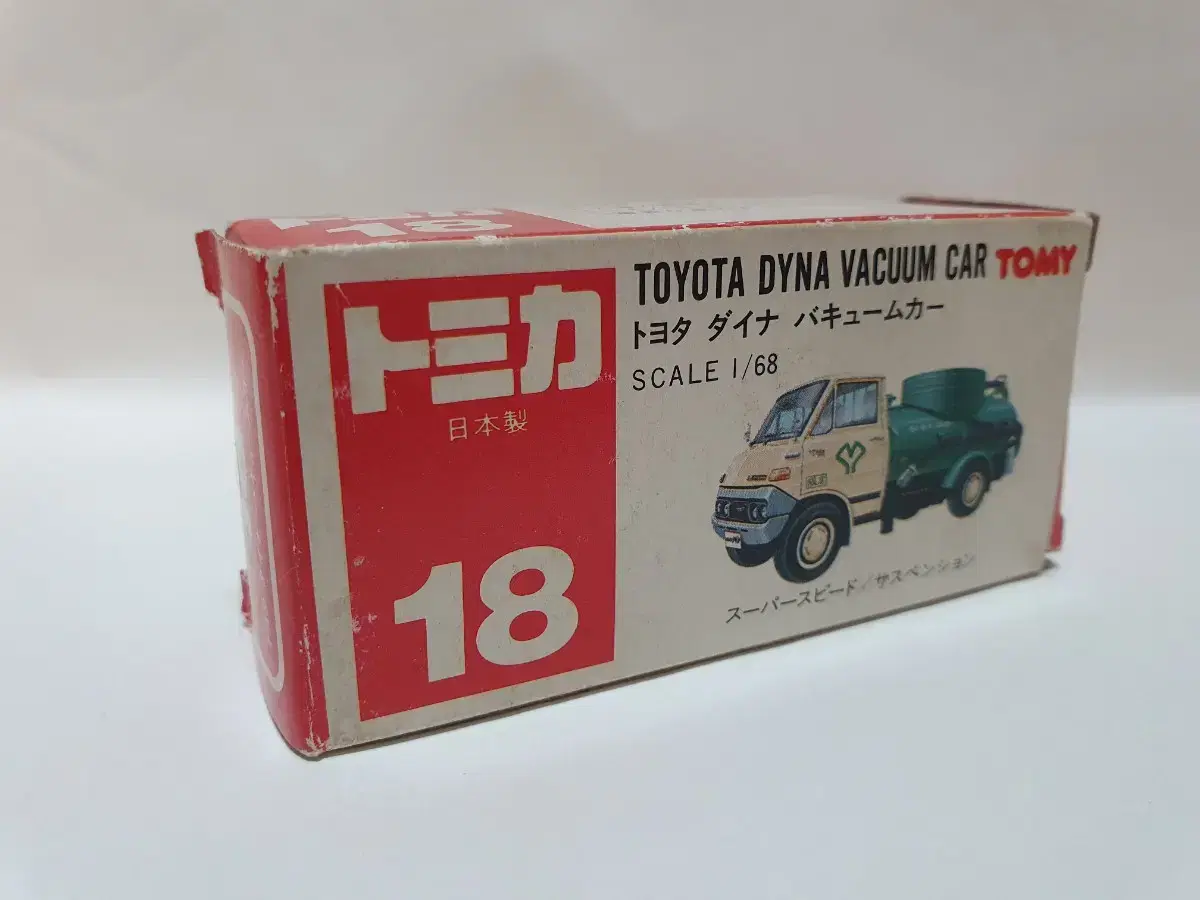 18
トミカ
日本製
18
TOYOTA DYNA VACUUM CAR TOMY
トヨタ ダイナ バキュームカー
SCALE 1/68
スーパースピード/サスペンション